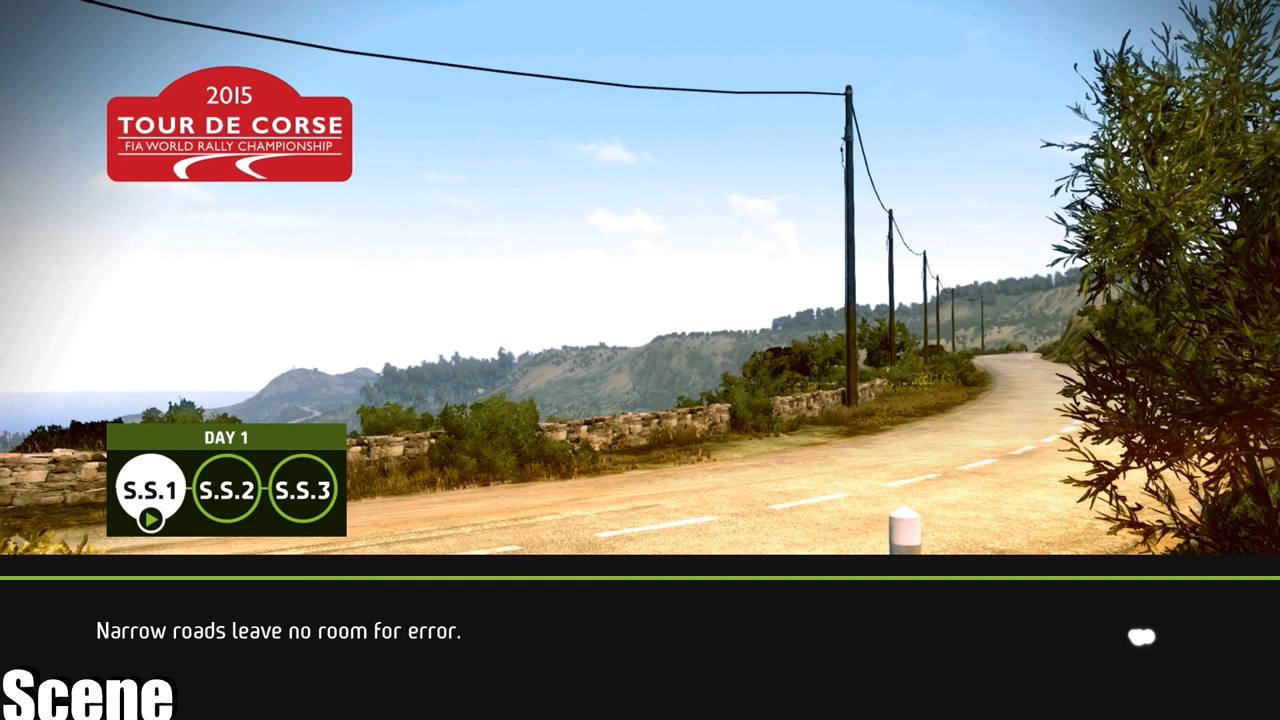 2015
TOUR DE CORSE
FIA WORLD RALLY CHAMPIONSHIP
DAY 1
S.S.1 S.S.2 S.S.3
Narrow roads leave no room for error.
Scene